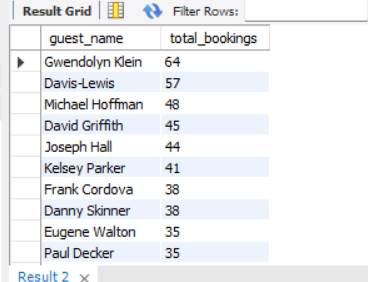 Result Grid Filter Rows:
guest_name total_bookings
Gwendolyn Klein 64
Davis-Lewis 57
Michael Hoffman 48
David Griffith 45
Joseph Hall 44
Kelsey Parker 41
Frank Cordova 38
Danny Skinner 38
Eugene Walton 35
Paul Decker 35
Result 2 ×